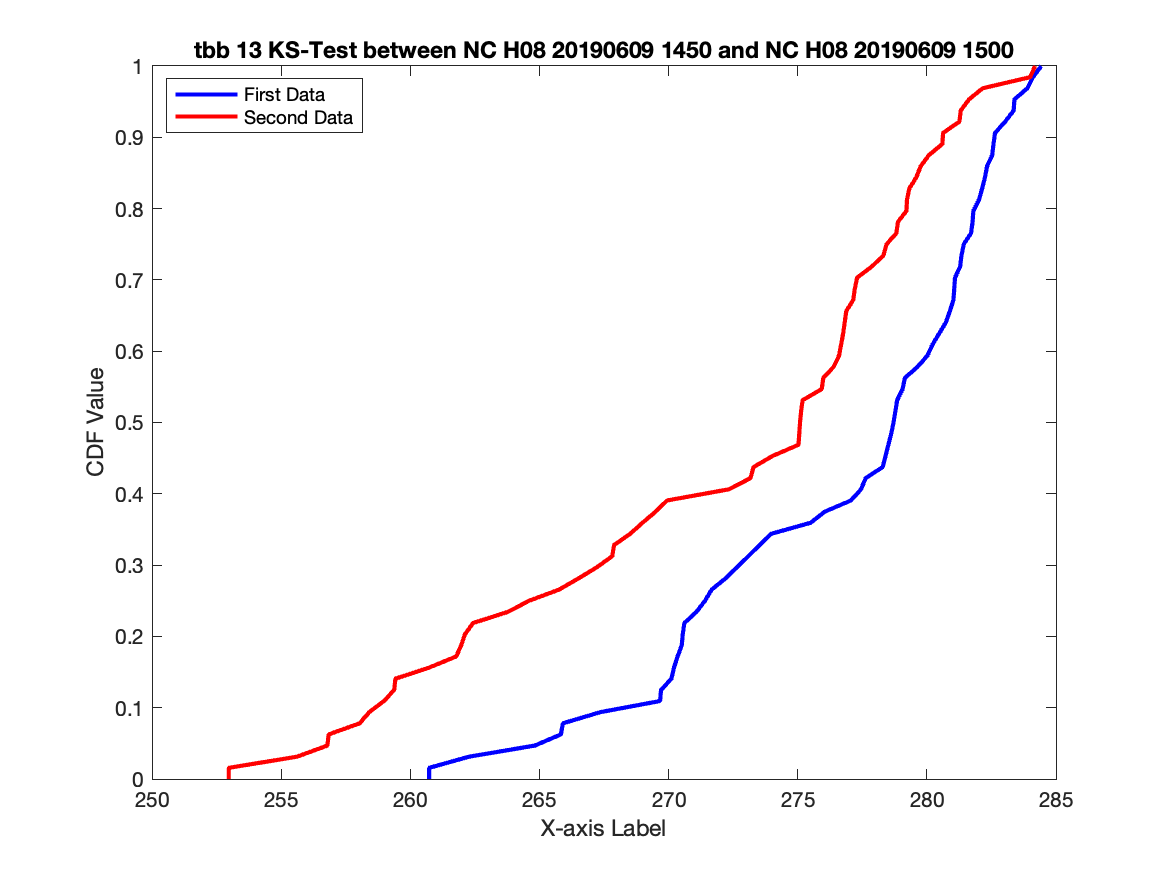 tbb 13 KS-Test between NC H08 20190609 1450 and NC H08 20190609 1500
First Data
Second Data
1
0.9
0.8
0.7
0.6
0.5
0.4
0.3
0.2
0.1
0
CDF Value
250 255 260 265 270 275 280 285
X-axis Label